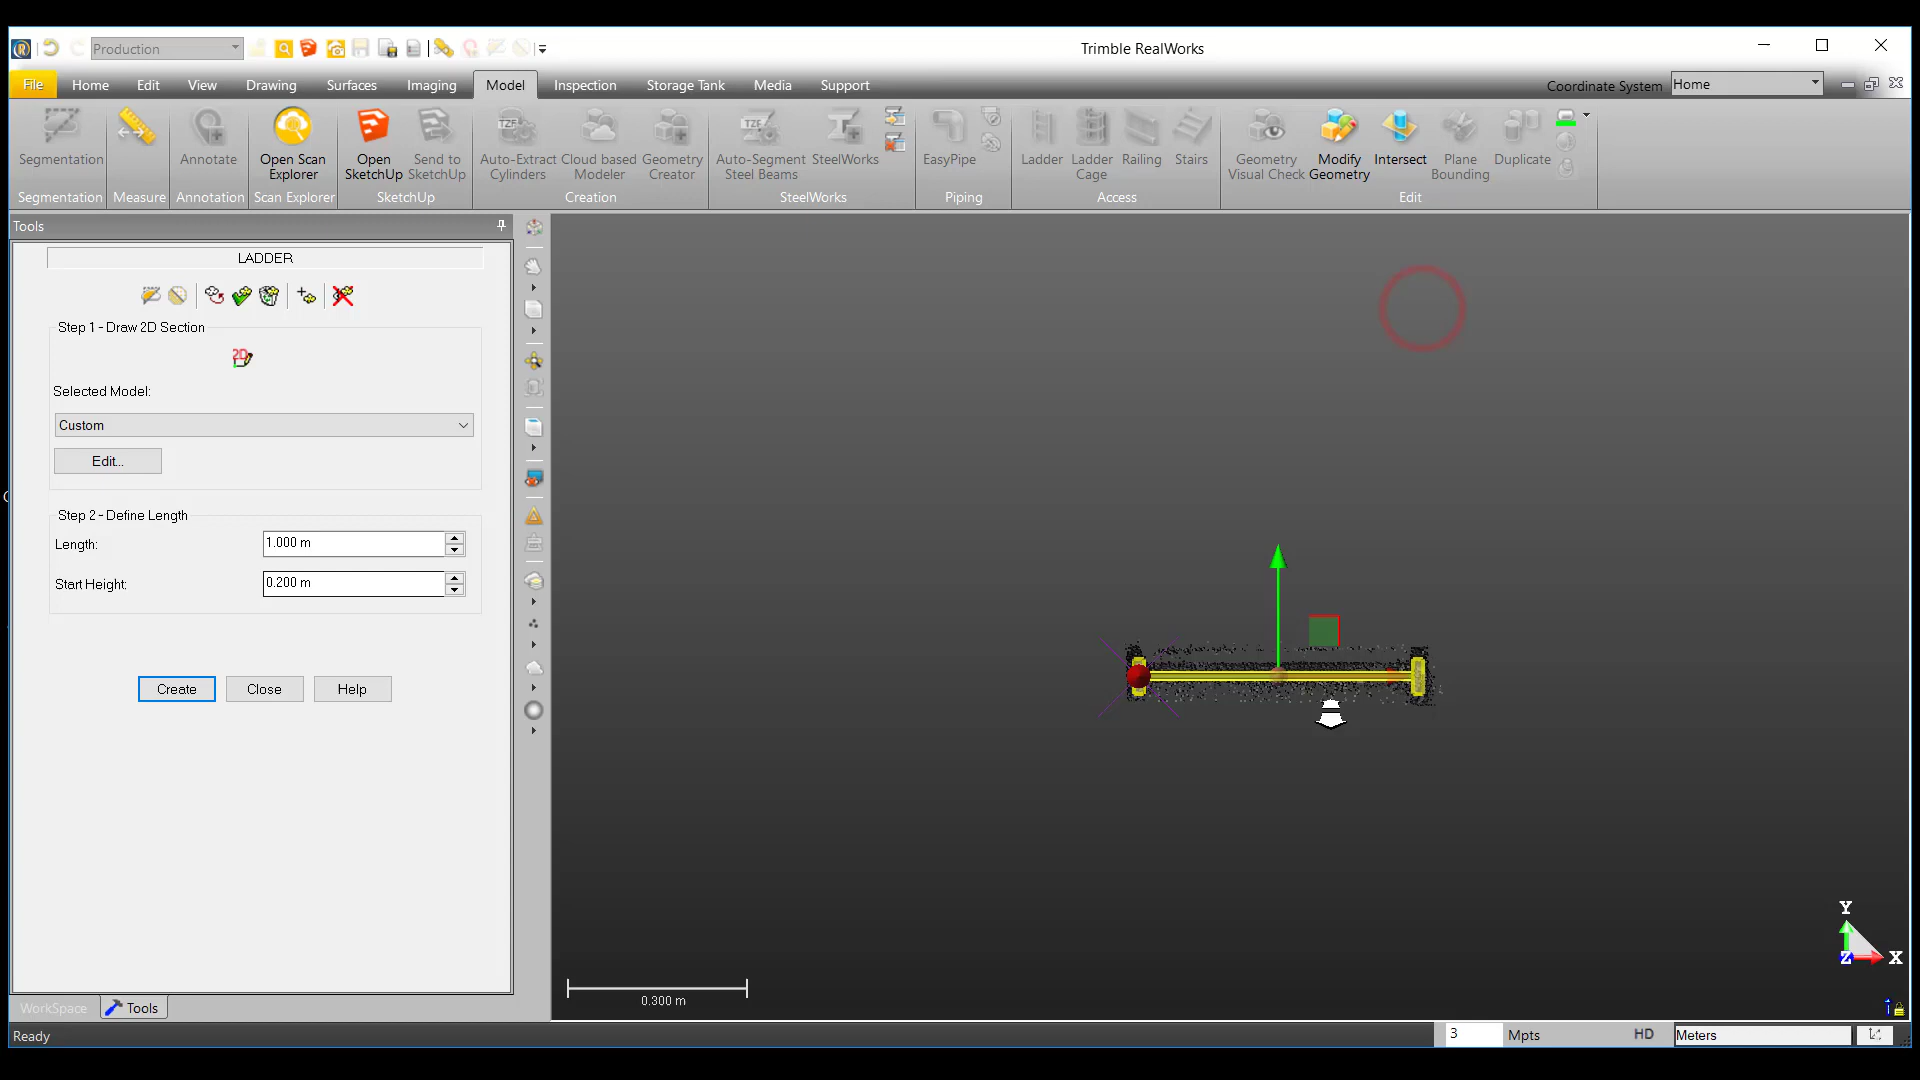 Production
Trimble RealWorks
File Home Edit View Drawing Surfaces Imaging Model Inspection Storage Tank Media Support
Coordinate System Home
Segmentation
Annotate
Open Scan Explorer
Open SketchUp
Send to SketchUp
Auto-Extract Cylinders
Cloud based Modeler
Geometry Creator
Auto-Segment Steel Beams
SteelWorks
EasyPipe
Ladder
Ladder Cage
Railing
Stairs
Geometry Visual Check
Modify Geometry
Intersect
Plane Bounding
Duplicate
Segmentation Measure Annotation Scan Explorer SketchUp Creation SteelWorks Piping Access Edit
Tools
LADDER
Step 1 - Draw 2D Section
2D
Selected Model:
Custom
Edit...
Step 2 - Define Length
Length: 1.000 m
Start Height: 0.200 m
Create Close Help
0.300 m
Y
Z X
WorkSpace Tools
Ready
3 Mpts HD Meters